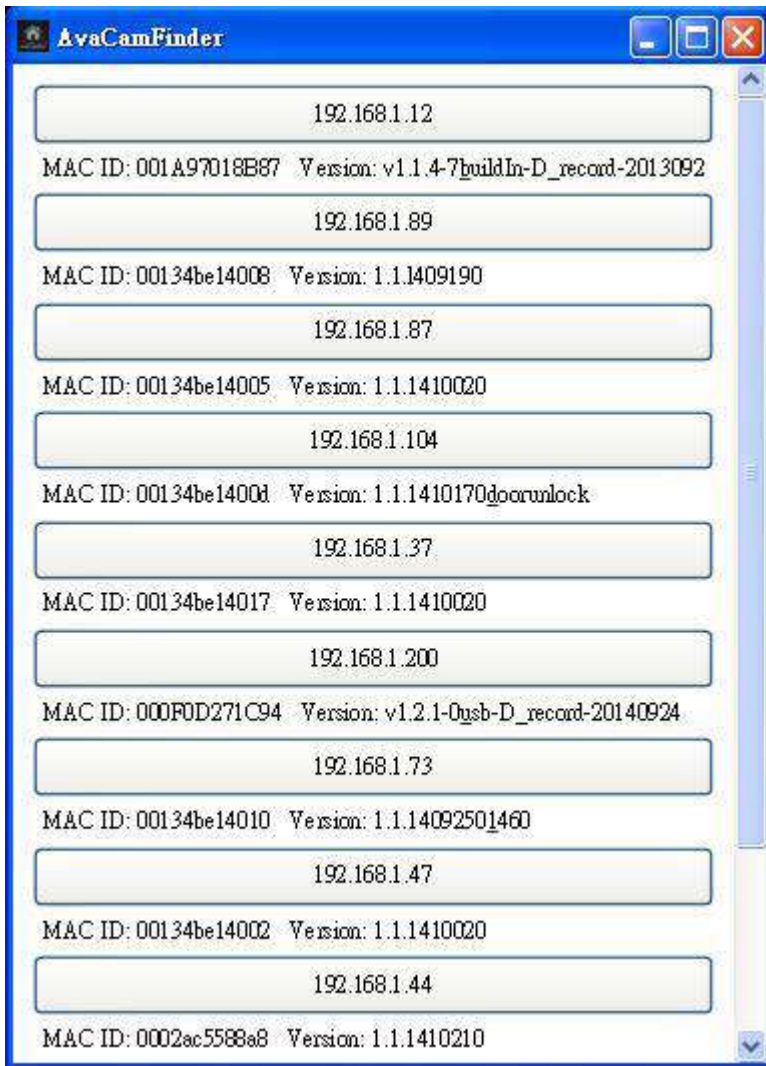 AvaCamFinder
192.168.1.12
MAC ID: 001A97018B87 Version: v1.1.4-7buildIn-D_record-2013092
192.168.1.89
MAC ID: 00134be14008 Version: 1.1.1409190
192.168.1.87
MAC ID: 00134be14005 Version: 1.1.1410020
192.168.1.104
MAC ID: 00134be1400d Version: 1.1.1410170doorunlock
192.168.1.37
MAC ID: 00134be14017 Version: 1.1.1410020
192.168.1.200
MAC ID: 000F0D271C94 Version: v1.2.1-0usb-D_record-20140924
192.168.1.73
MAC ID: 00134be14010 Version: 1.1.14092501460
192.168.1.47
MAC ID: 00134be14002 Version: 1.1.1410020
192.168.1.44
MAC ID: 0002ac5588a8 Version: 1.1.1410210